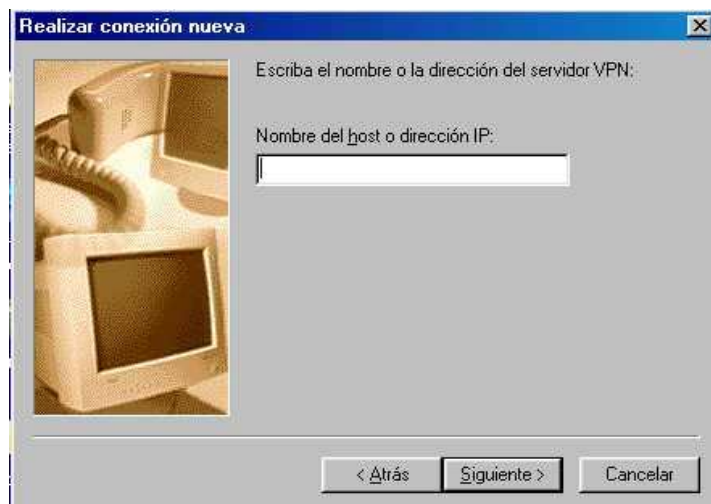 Realizar conexión nueva
Escriba el nombre o la dirección del servidor VPN:
Nombre del host o dirección IP:
< Atrás
Siguiente >
Cancelar